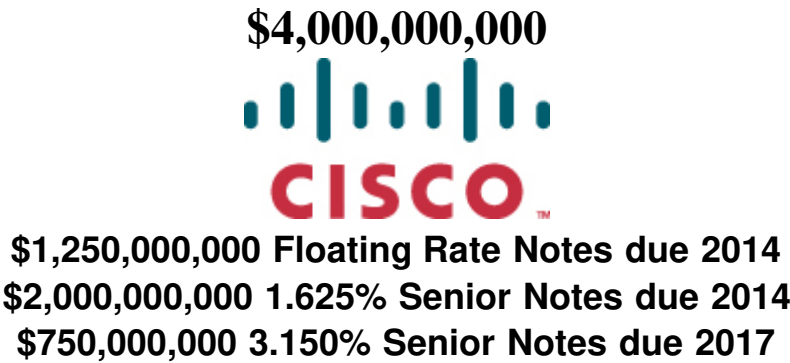 $4,000,000,000
CISCO
TM
$1,250,000,000 Floating Rate Notes due 2014
$2,000,000,000 1.625% Senior Notes due 2014
$750,000,000 3.150% Senior Notes due 2017